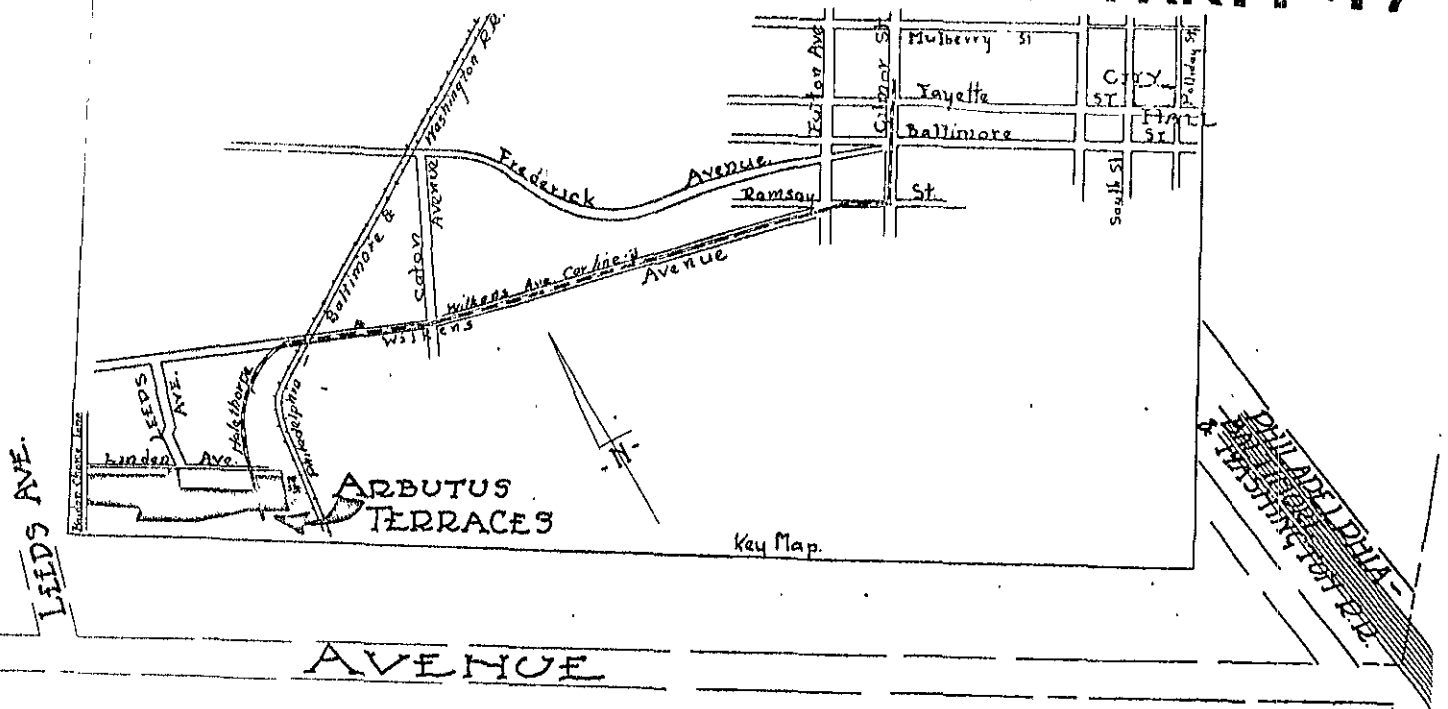 Washington R.R.
Fulton Ave
Gilmor St
Mulberry St
Holliday St
CITY
HALL
Fayette ST
Baltimore St
South St
Frederick Avenue.
Ramsay St.
Baltimore &
Caton AVENUE
Wilkens Ave. Car line
Wilkens Avenue
Philadelphia
LEEDS AVE.
Halethorpe
Linden Ave.
ARBUTUS
TERRACES
-N-
Key Map.
LEEDS AVE.
AVENUE
PHILADELPHIA-
BALTIMORE
& WASHINGTON R.R.